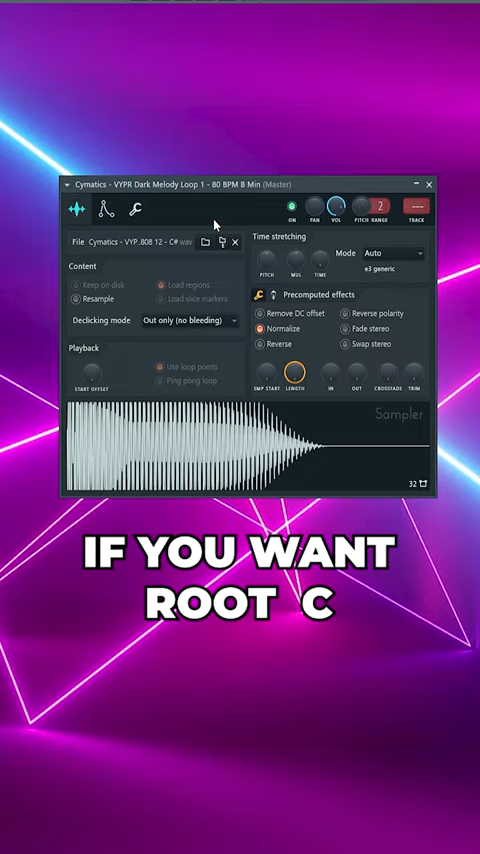 Cymatics - VYPR Dark Melody Loop 1 - 80 BPM B Min (Master)
ON PAN VOL PITCH RANGE 2 TRACK ---
File Cymatics - VYP..808 12 - C#.wav
Content
Keep on disk
Load regions
Resample
Load slice markers
Declicking mode Out only (no bleeding)
Playback
START OFFSET
Use loop points
Ping pong loop
Time stretching
PITCH MUL TIME
Mode Auto
e3 generic
Precomputed effects
Remove DC offset
Reverse polarity
Normalize
Fade stereo
Reverse
Swap stereo
SMP START LENGTH IN OUT CROSSFADE TRIM
Sampler
32
IF YOU WANT
ROOT C